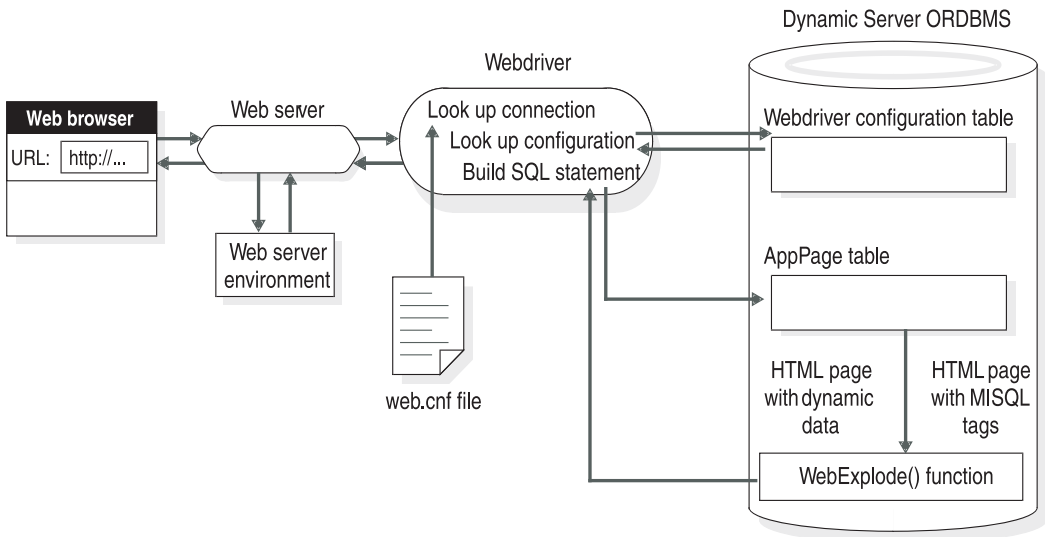 Dynamic Server ORDBMS
Webdriver
Web browser
URL: http://...
Web server
Look up connection
Look up configuration
Build SQL statement
Webdriver configuration table
Web server
environment
AppPage table
web.cnf file
HTML page
with dynamic
data
HTML page
with MISQL
tags
WebExplode() function